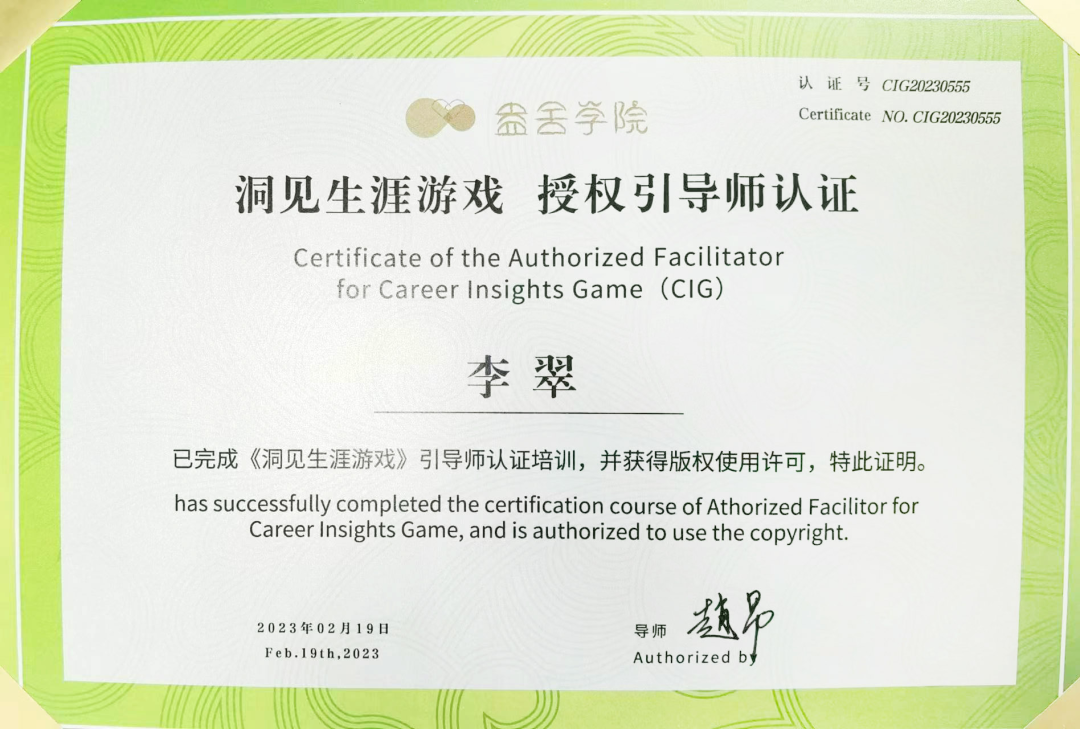 认证号 CIG20230555
Certificate NO. CIG20230555
益舍学院
洞见生涯游戏 授权引导师认证
Certificate of the Authorized Facilitator
for Career Insights Game（CIG）
李翠
已完成《洞见生涯游戏》引导师认证培训，并获得版权使用许可，特此证明。
has successfully completed the certification course of Athorized Facilitor for
Career Insights Game, and is authorized to use the copyright.
2023年02月19日
Feb.19th,2023
导师 赵昂
Authorized by